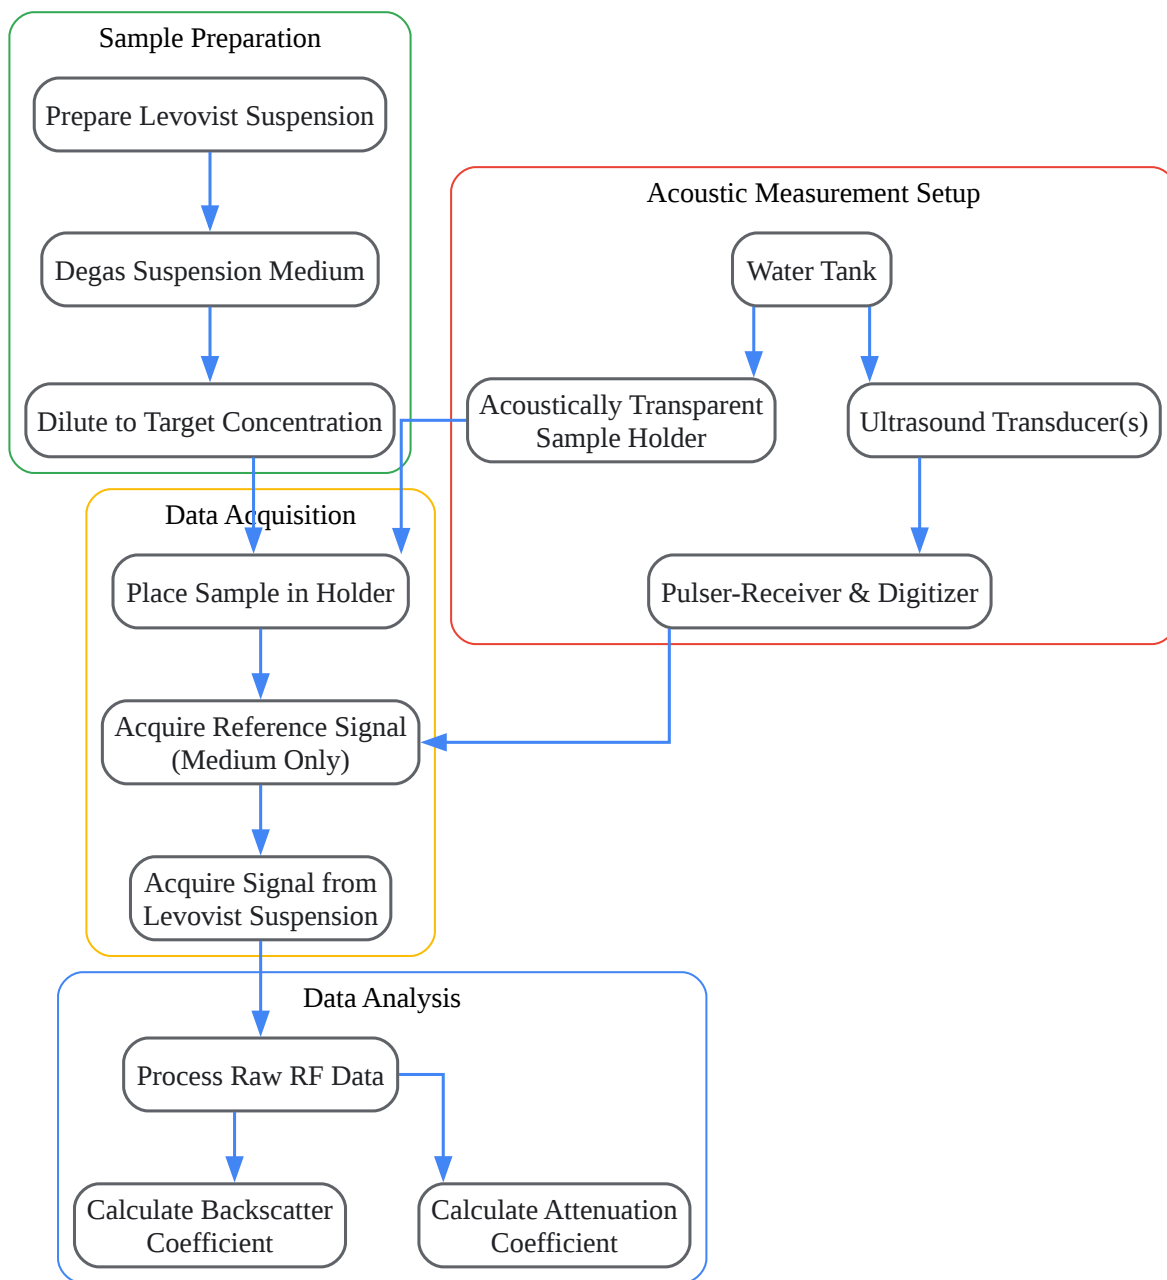 Sample Preparation
Prepare Levovist Suspension
Degas Suspension Medium
Dilute to Target Concentration
Acoustic Measurement Setup
Water Tank
Acoustically Transparent
Sample Holder
Ultrasound Transducer(s)
Pulser-Receiver & Digitizer
Data Acquisition
Place Sample in Holder
Acquire Reference Signal
(Medium Only)
Acquire Signal from
Levovist Suspension
Data Analysis
Process Raw RF Data
Calculate Backscatter
Coefficient
Calculate Attenuation
Coefficient